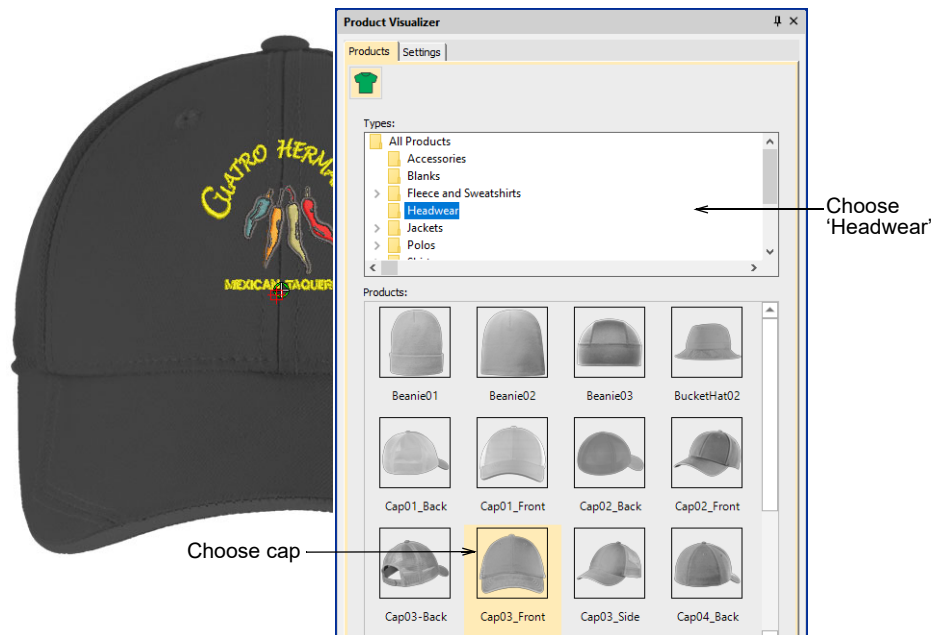 Product Visualizer
Products Settings
Types:
All Products
Accessories
Blanks
Fleece and Sweatshirts
Headwear
Jackets
Polos
Choose
'Headwear'
CUATRO
MEXICAN
Products:
Beanie01 Beanie02 Beanie03 BucketHat02
Cap01_Back Cap01_Front Cap02_Back Cap02_Front
Choose cap
Cap03-Back Cap03_Front Cap03_Side Cap04_Back